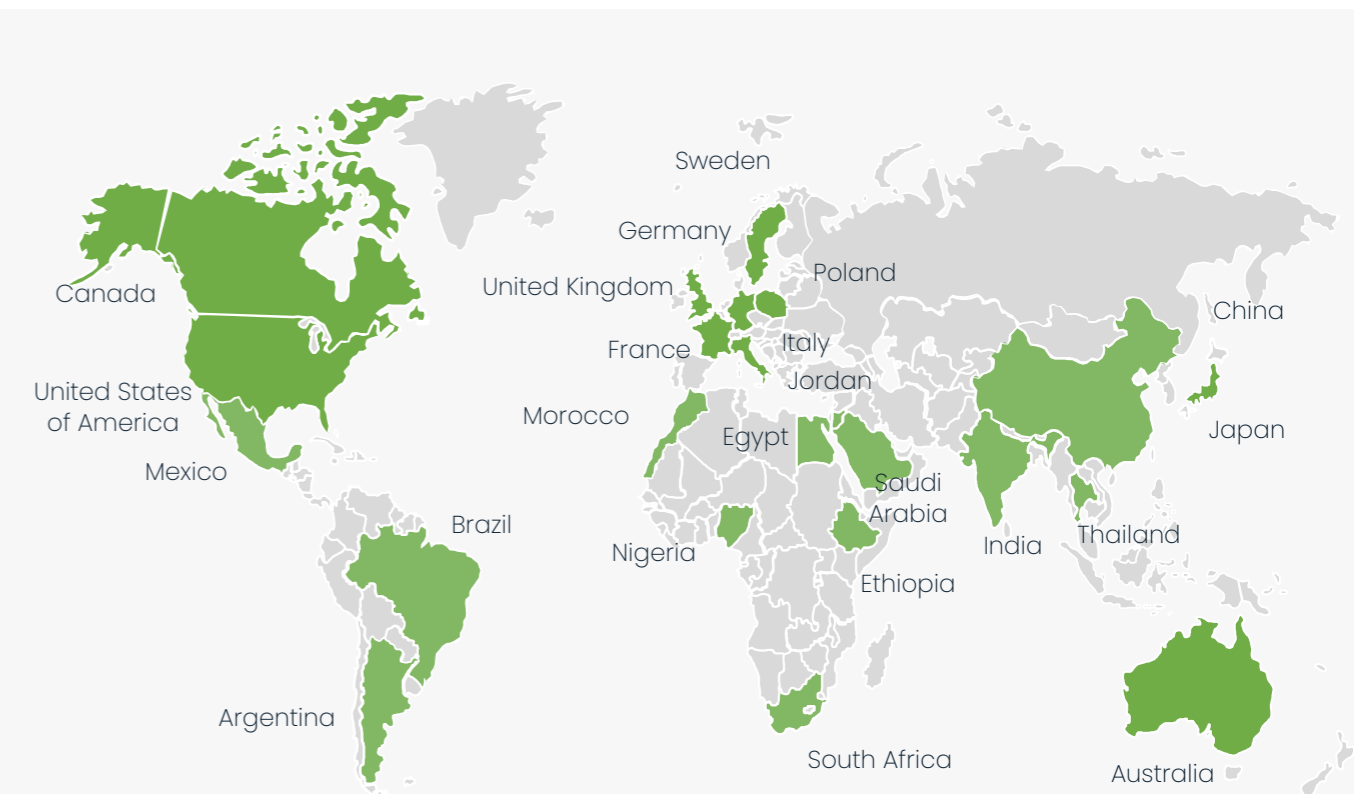 Sweden
Germany
Poland
United Kingdom
Canada
China
Italy
France
Jordan
United States
of America
Morocco
Japan
Egypt
Mexico
Saudi
Arabia
Brazil
Thailand
India
Nigeria
Ethiopia
Argentina
South Africa
Australia